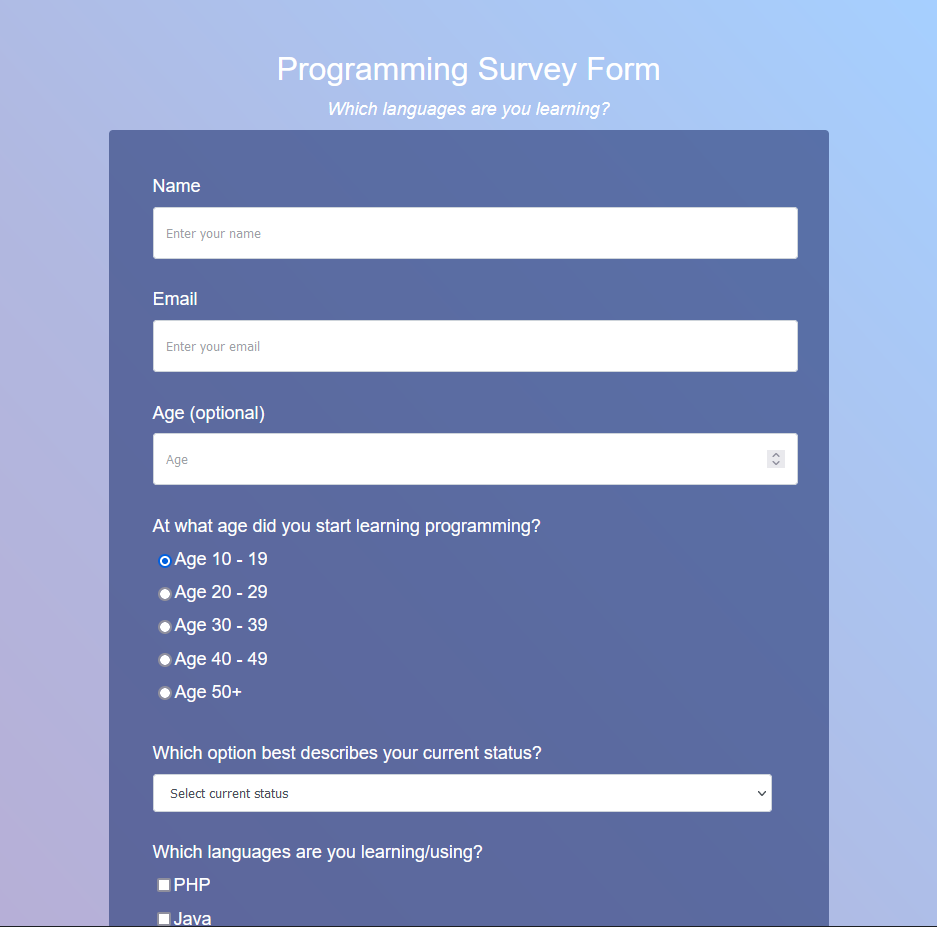 Programming Survey Form
Which languages are you learning?
Name
Enter your name
Email
Enter your email
Age (optional)
Age
At what age did you start learning programming?
Age 10 - 19
Age 20 - 29
Age 30 - 39
Age 40 - 49
Age 50+
Which option best describes your current status?
Select current status
Which languages are you learning/using?
PHP
Java